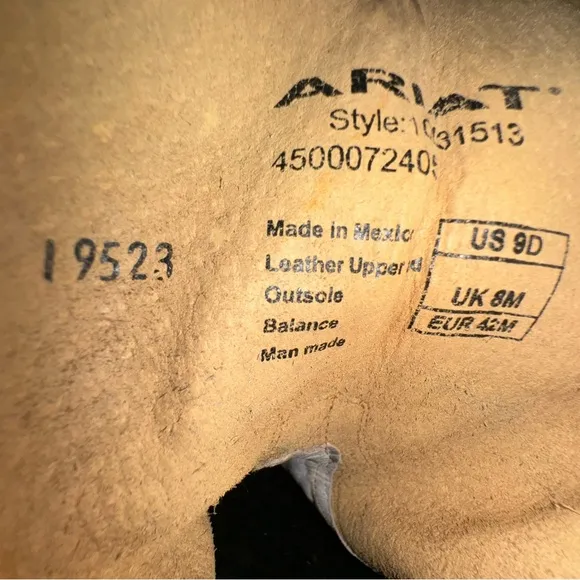 ARIAT
Style:1031513
450007240
19523
Made in Mexico
Leather Upper
Outsole
Balance
Man made
US 9D
UK 8M
EUR 42M